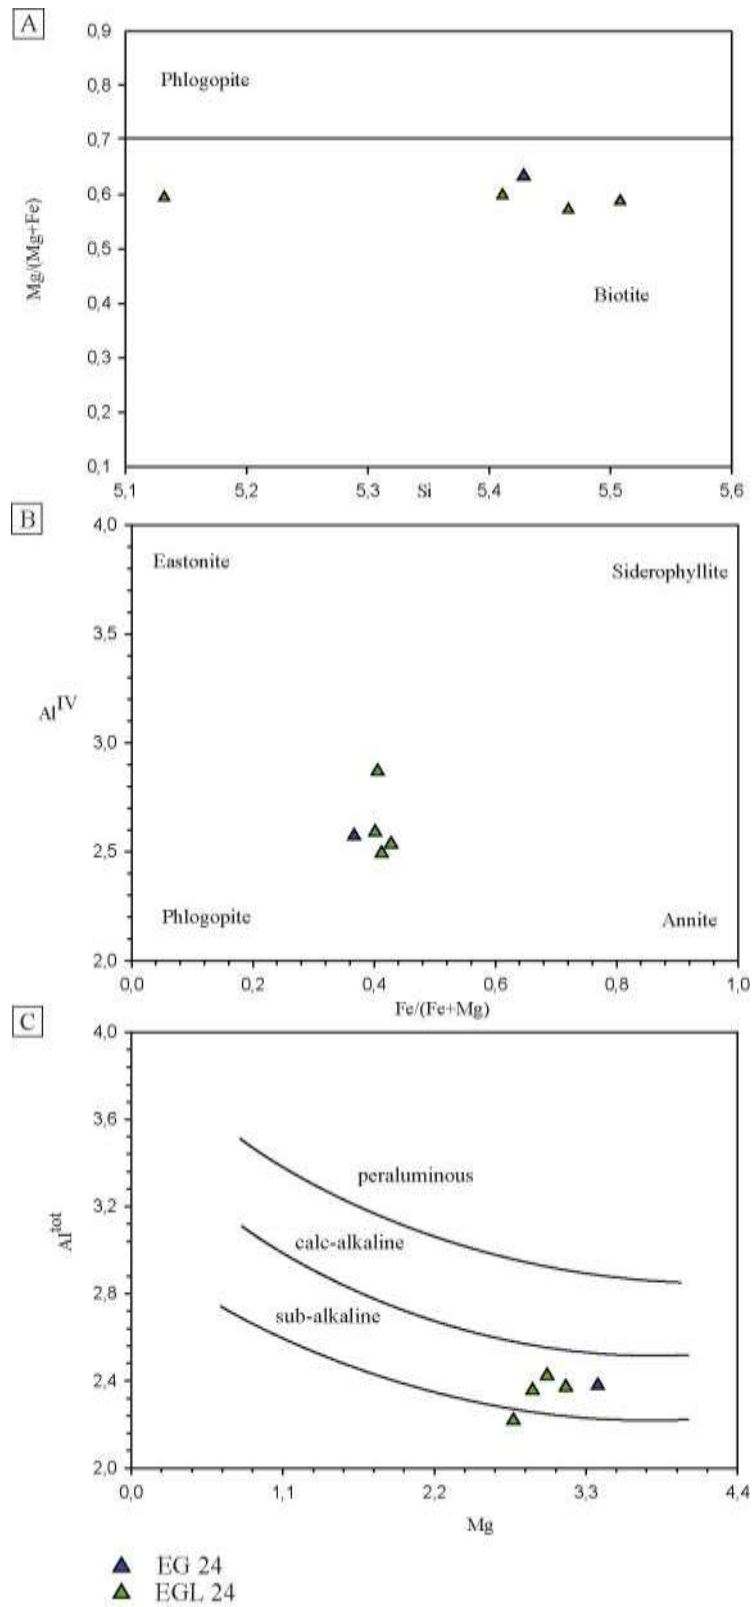 A
0,9
0,8
Phlogopite
0,7
0,6
Mg/(Mg+Fe)
0,5
0,4
Biotite
0,3
0,2
0,1
5,1 5,2 5,3 Si 5,4 5,5 5,6
B
4,0
Eastonite
Siderophyllite
3,5
Al^IV
3,0
2,5
Phlogopite
Annite
2,0
0,0 0,2 0,4 0,6 0,8 1,0
Fe/(Fe+Mg)
C
4,0
3,6
peraluminous
3,2
Al^tot
calc-alkaline
2,8
sub-alkaline
2,4
2,0
0,0 1,1 2,2 3,3 4,4
Mg
EG 24
EGL 24